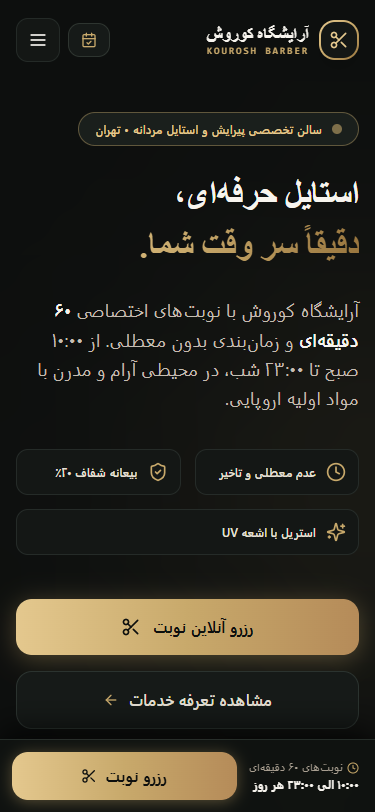 آرایشگاه کوروش
KOUROSH BARBER
سالن تخصصی پیرایش و استایل مردانه • تهران
استایل حرفه‌ای،
دقیقاً سر وقت شما.
آرایشگاه کوروش با نوبت‌های اختصاصی ۶۰
دقیقه‌ای و زمان‌بندی بدون معطلی. از ۱۰:۰۰
صبح تا ۲۳:۰۰ شب، در محیطی آرام و مدرن با
مواد اولیه اروپایی.
عدم معطلی و تاخیر
بیعانه شفاف ۲۰٪
استریل با اشعه UV
رزرو آنلاین نوبت
مشاهده تعرفه خدمات
نوبت‌های ۶۰ دقیقه‌ای
۱۰:۰۰ الی ۲۳:۰۰ هر روز
رزرو نوبت